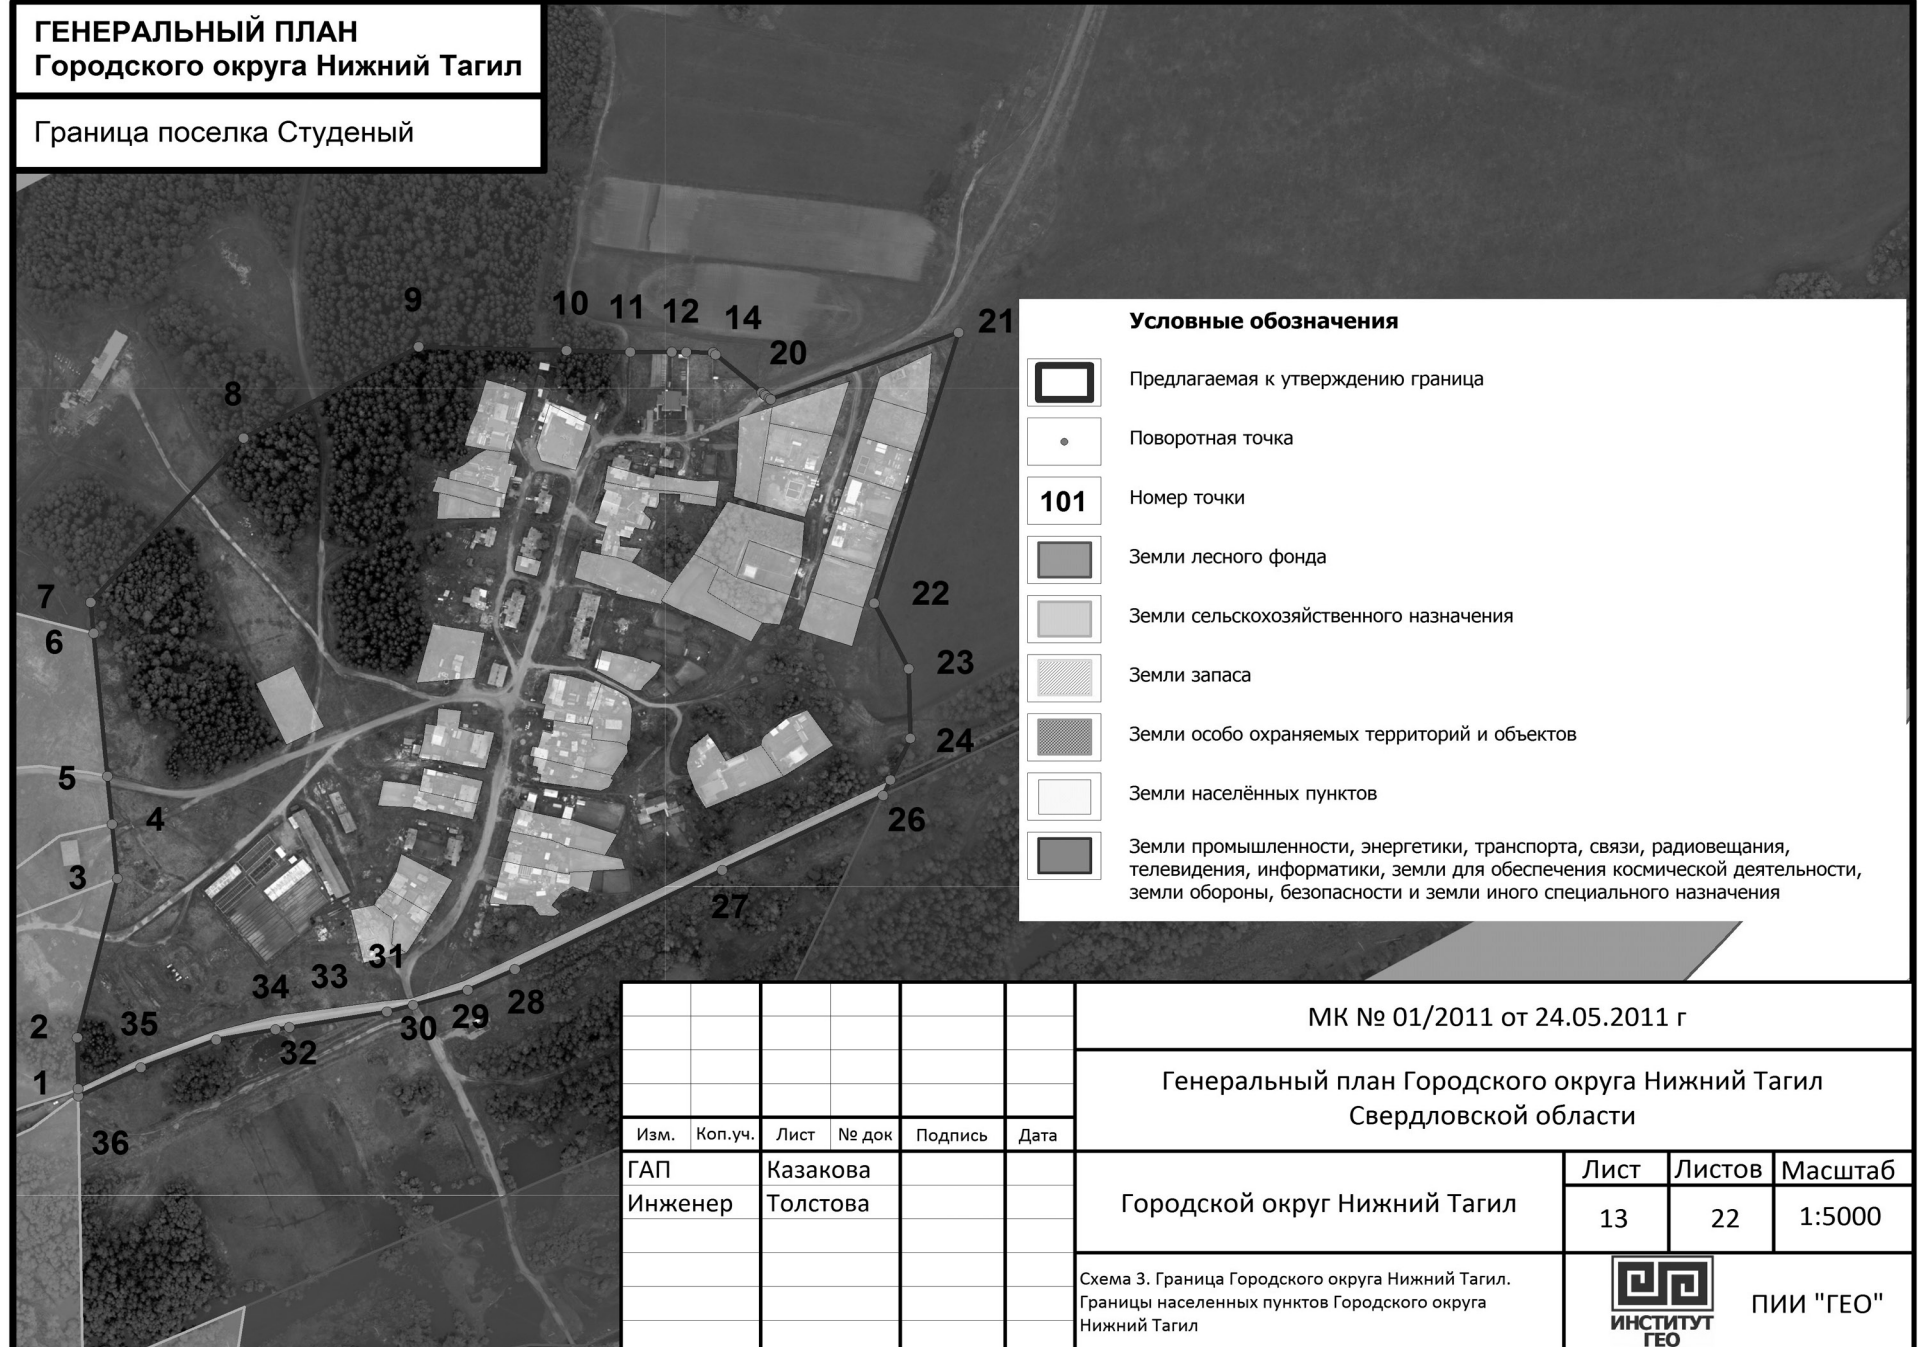 ГЕНЕРАЛЬНЫЙ ПЛАН
Городского округа Нижний Тагил
Граница поселка Студеный
9
10
11
12
14
20
21
8
7
6
22
23
24
5
4
26
3
27
31
33
34
28
29
30
35
2
32
1
36
Условные обозначения
Предлагаемая к утверждению граница
Поворотная точка
101
Номер точки
Земли лесного фонда
Земли сельскохозяйственного назначения
Земли запаса
Земли особо охраняемых территорий и объектов
Земли населённых пунктов
Земли промышленности, энергетики, транспорта, связи, радиовещания,
телевидения, информатики, земли для обеспечения космической деятельности,
земли обороны, безопасности и земли иного специального назначения
МК № 01/2011 от 24.05.2011 г
Генеральный план Городского округа Нижний Тагил
Свердловской области
Изм. Коп.уч. Лист № док Подпись Дата
ГАП Казакова
Инженер Толстова
Городской округ Нижний Тагил
Лист Листов Масштаб
13 22 1:5000
Схема 3. Граница Городского округа Нижний Тагил.
Границы населенных пунктов Городского округа
Нижний Тагил
ИНСТИТУТ
ГЕО
ПИИ "ГЕО"